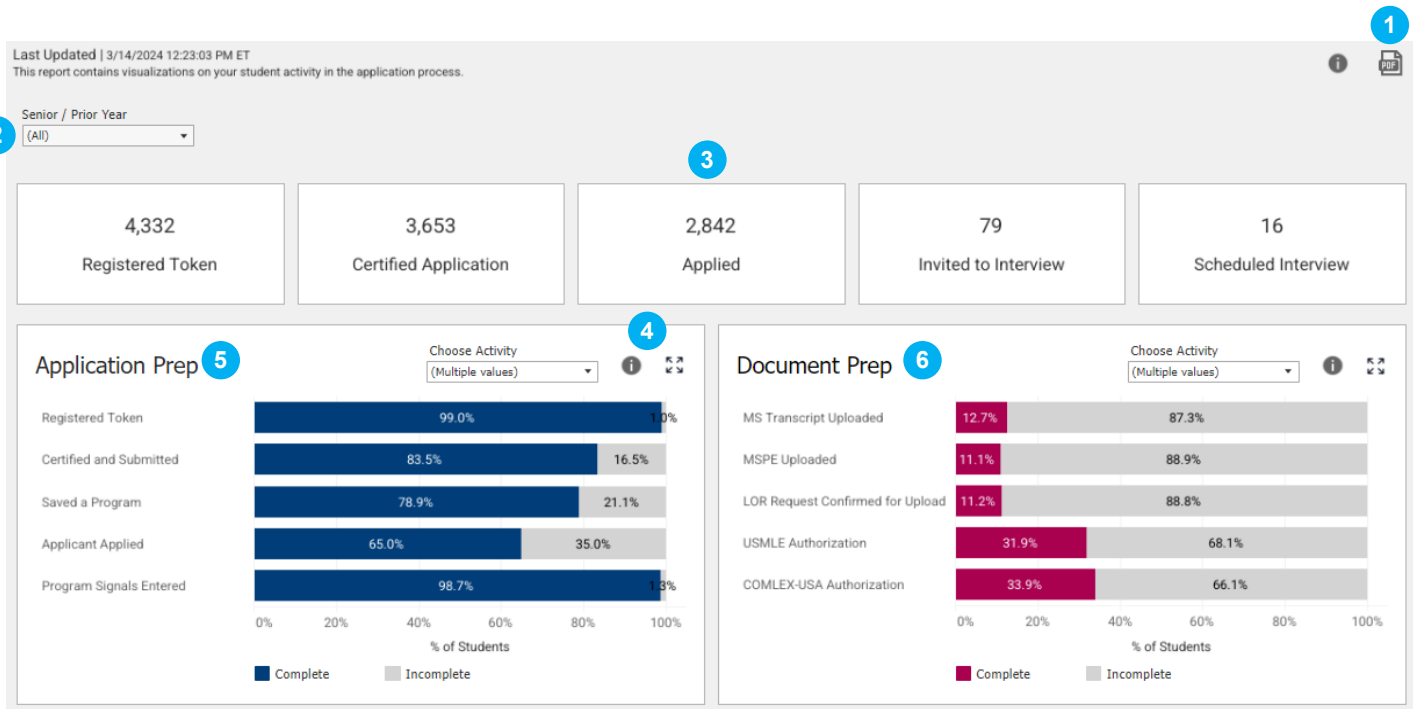 1
Last Updated | 3/14/2024 12:23:03 PM ET
This report contains visualizations on your student activity in the application process.
i
PDF
Senior / Prior Year
2
(All)
3
4,332
3,653
2,842
79
16
Registered Token
Certified Application
Applied
Invited to Interview
Scheduled Interview
4
Application Prep
5
Choose Activity
(Multiple values)
i
Registered Token
99.0%
1.0%
Certified and Submitted
83.5%
16.5%
Saved a Program
78.9%
21.1%
Applicant Applied
65.0%
35.0%
Program Signals Entered
98.7%
1.3%
0%
20%
40%
60%
80%
100%
% of Students
Complete
Incomplete
Document Prep
6
Choose Activity
(Multiple values)
i
MS Transcript Uploaded
12.7%
87.3%
MSPE Uploaded
11.1%
88.9%
LOR Request Confirmed for Upload
11.2%
88.8%
USMLE Authorization
31.9%
68.1%
COMLEX-USA Authorization
33.9%
66.1%
0%
20%
40%
60%
80%
100%
% of Students
Complete
Incomplete